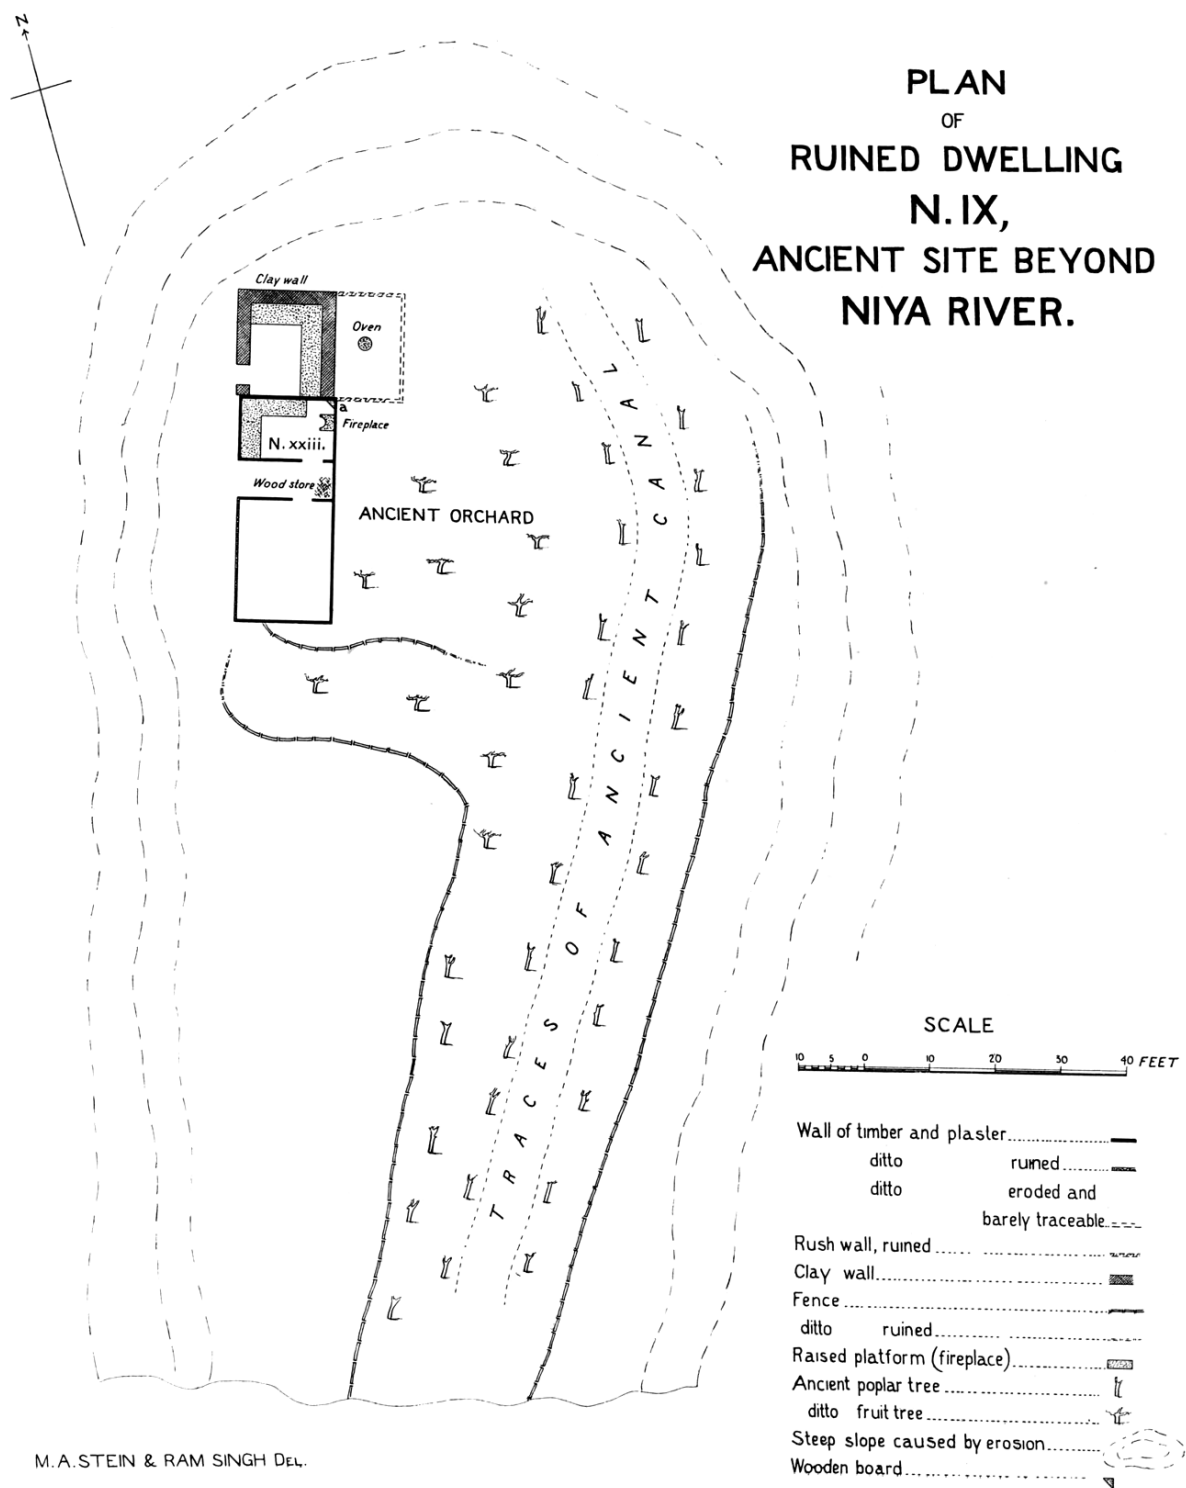 N
PLAN
OF
RUINED DWELLING
N. IX,
ANCIENT SITE BEYOND
NIYA RIVER.
Clay wall
Oven
a
Fireplace
N. xxiii.
Wood store
ANCIENT ORCHARD
TRACES OF ANCIENT CANAL
SCALE
10 5 0 10 20 30 40 FEET
Wall of timber and plaster
ditto ruined
ditto eroded and
barely traceable
Rush wall, ruined
Clay wall
Fence
ditto ruined
Raised platform (fireplace)
Ancient poplar tree
ditto fruit tree
Steep slope caused by erosion
Wooden board
M. A. STEIN & RAM SINGH DEL.